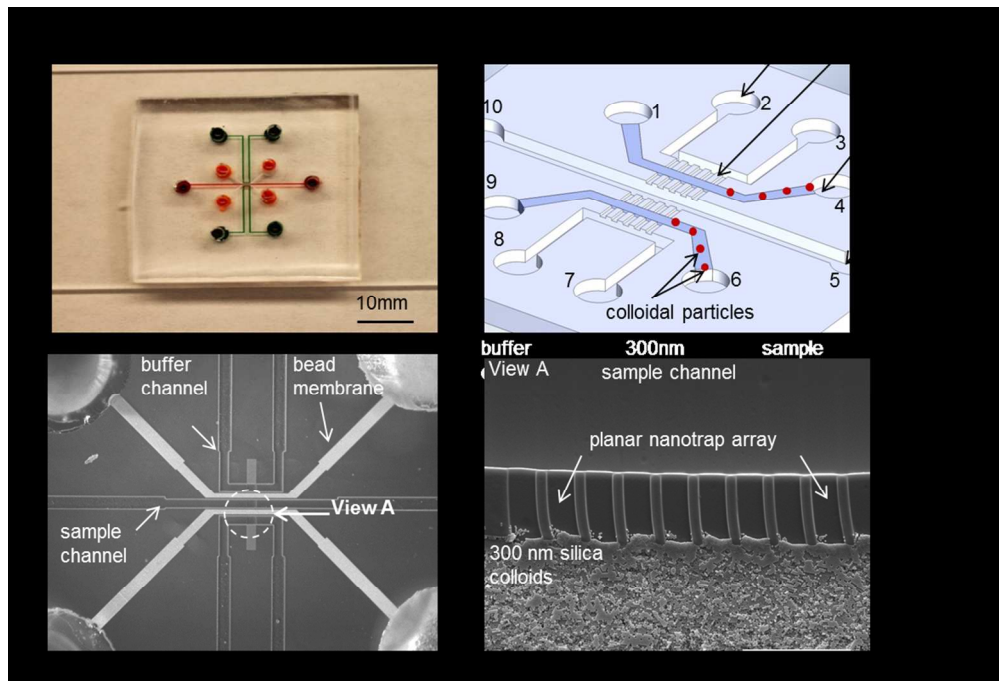 10mm
1
2
3
4
5
6
7
8
9
10
colloidal particles
buffer
300nm
sample
buffer
channel
bead
membrane
View A
sample
channel
View A
sample channel
planar nanotrap array
300 nm silica
colloids